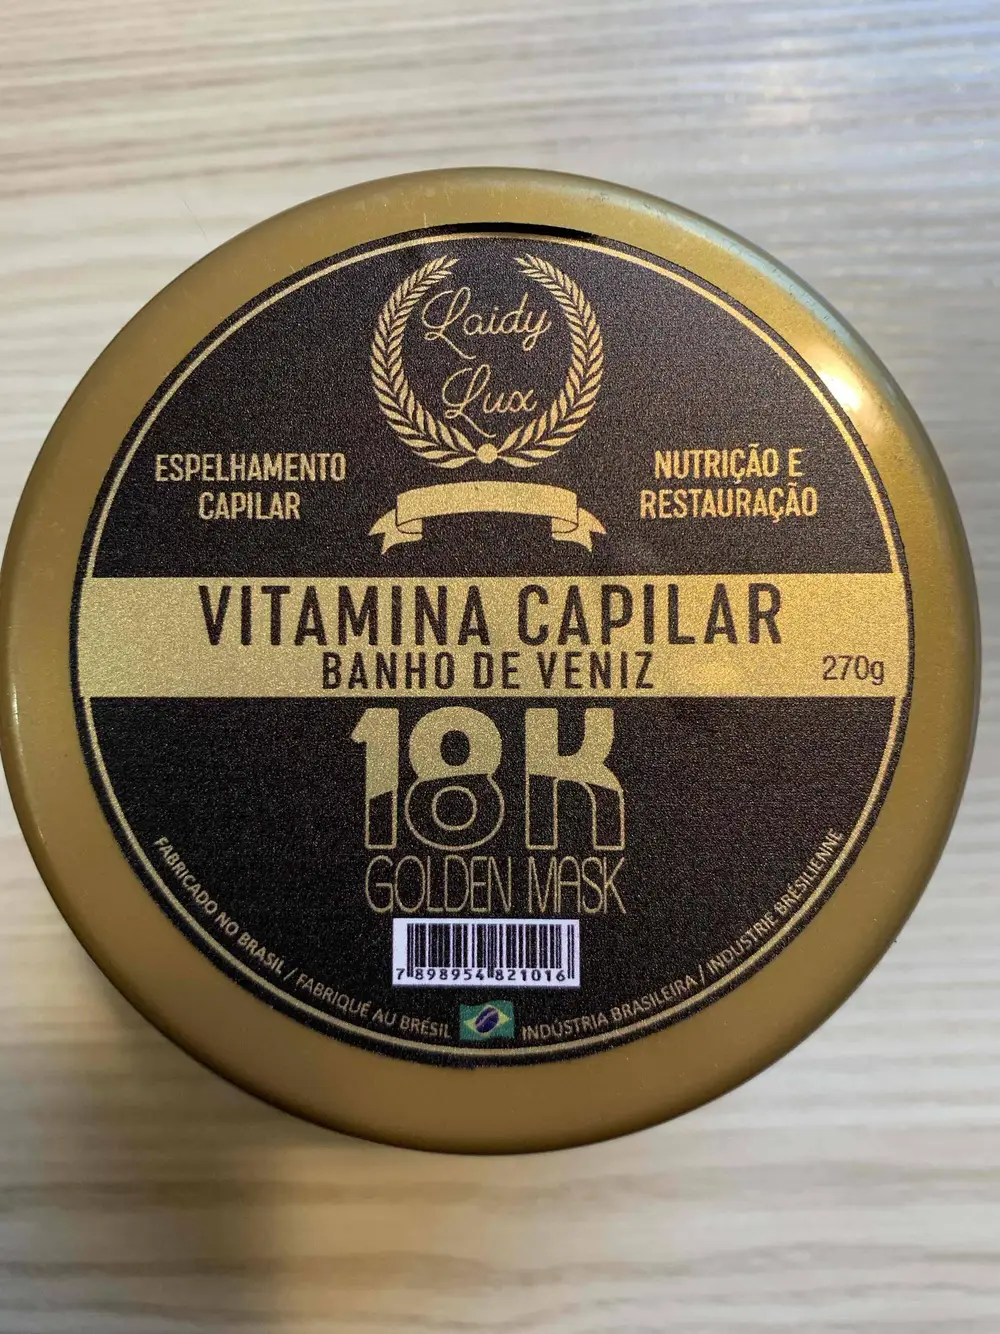 Laidy
Lux
ESPELHAMENTO
CAPILAR
NUTRIÇÃO E
RESTAURAÇÃO
VITAMINA CAPILAR
BANHO DE VENIZ
270g
18K
GOLDEN MASK
7 898954 821016
FABRICADO NO BRASIL / FABRIQUÉ AU BRÉSIL
INDÚSTRIA BRASILEIRA / INDUSTRIE BRÉSILIENNE